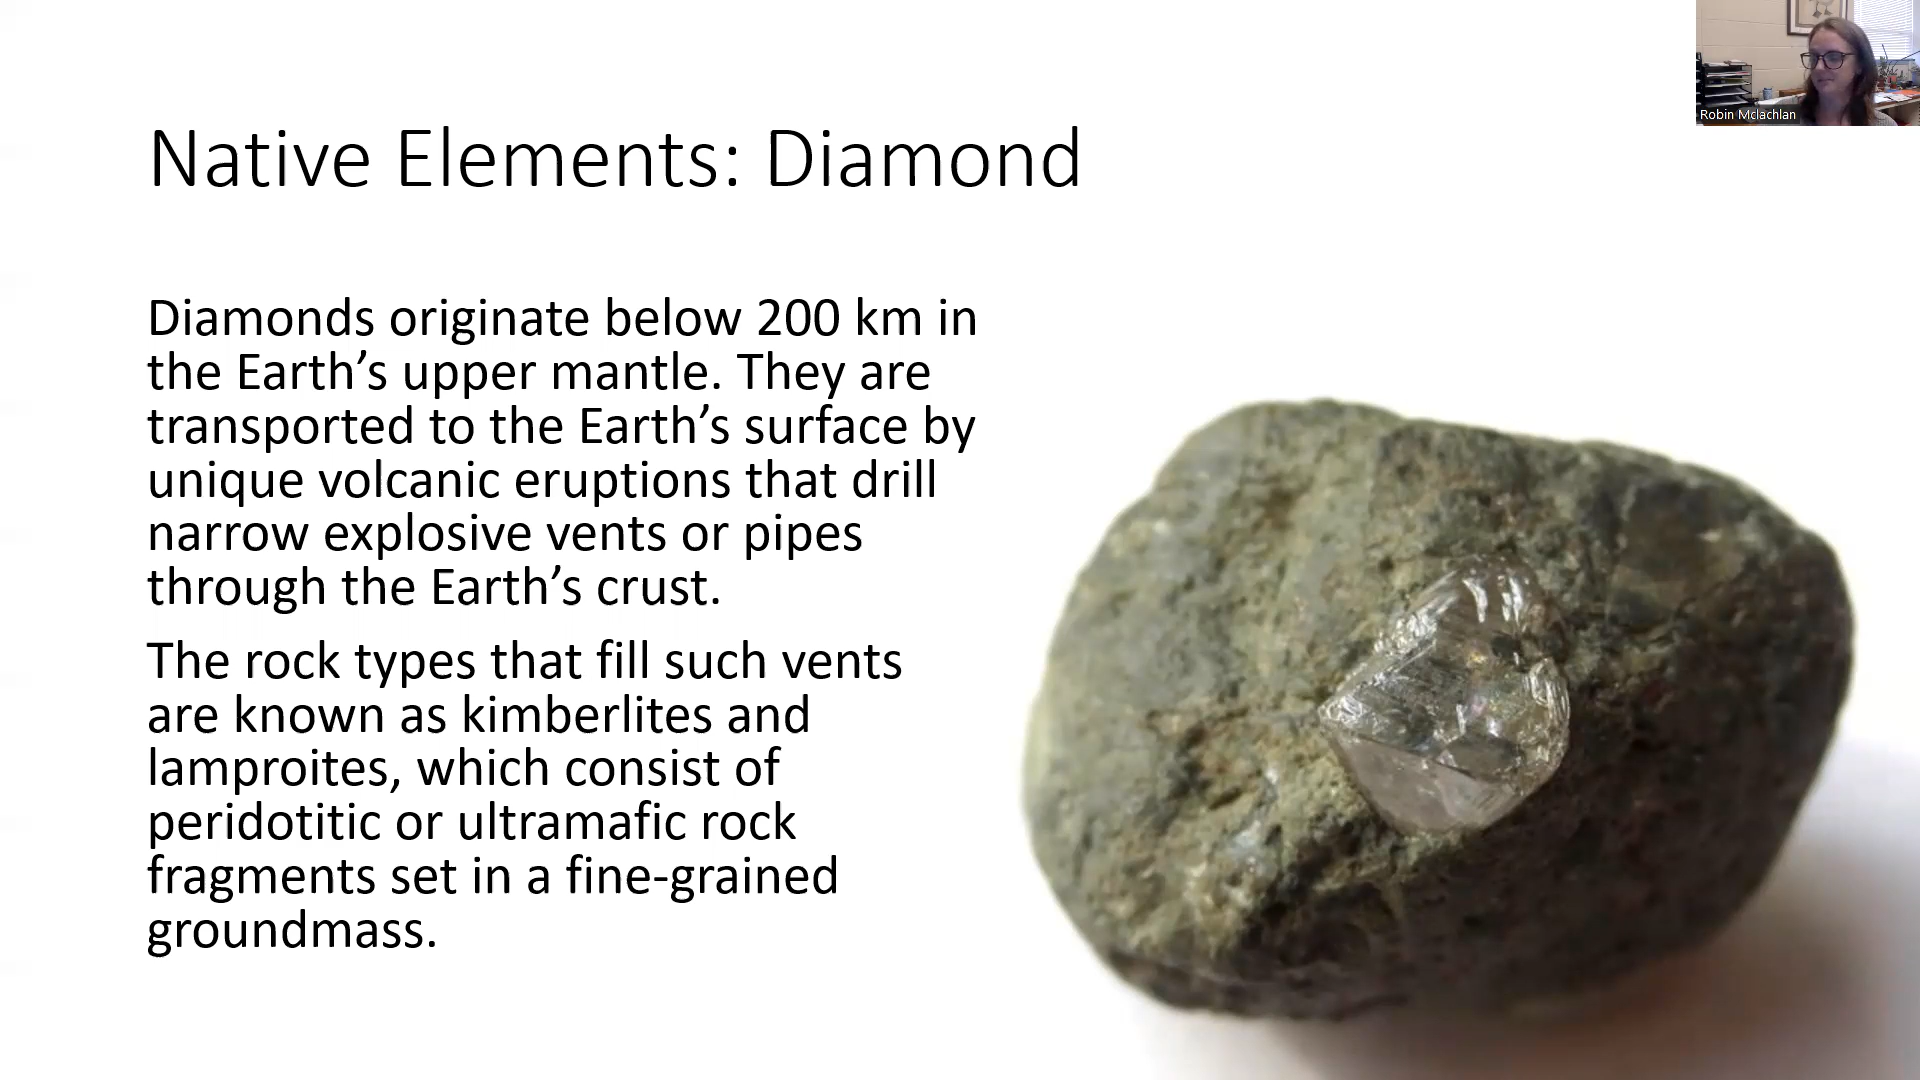 Robin Mclachlan
Native Elements: Diamond
Diamonds originate below 200 km in
the Earth’s upper mantle. They are
transported to the Earth’s surface by
unique volcanic eruptions that drill
narrow explosive vents or pipes
through the Earth’s crust.
The rock types that fill such vents
are known as kimberlites and
lamproites, which consist of
peridotitic or ultramafic rock
fragments set in a fine-grained
groundmass.